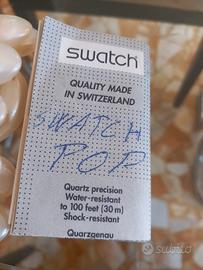 swatch
QUALITY MADE
IN SWITZERLAND
SWATCH
POP
Quartz precision
Water-resistant
to 100 feet (30 m)
Shock-resistant
Quarzgenau
subito